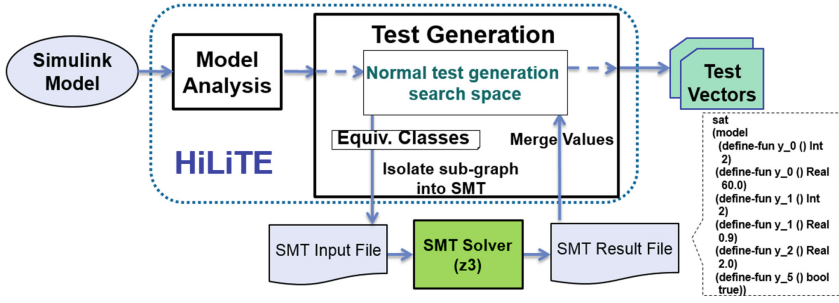 Simulink
Model
Model
Analysis
Test Generation
Normal test generation
search space
Test
Vectors
Equiv. Classes
Merge Values
HiLiTE
Isolate sub-graph
into SMT
SMT Input File
SMT Solver
(z3)
SMT Result File
sat
(model
(define-fun y_0 () Int
2)
(define-fun y_0 () Real
60.0)
(define-fun y_1 () Int
2)
(define-fun y_1 () Real
0.9)
(define-fun y_2 () Real
2.0)
(define-fun y_5 () bool
true))